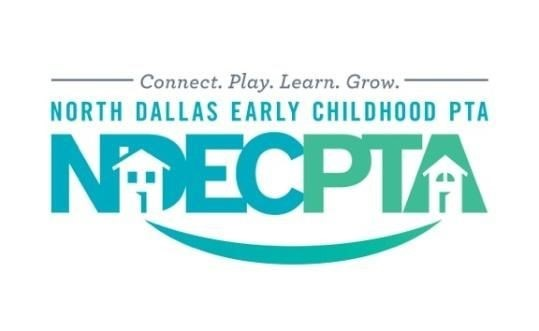 Connect. Play. Learn. Grow.
NORTH DALLAS EARLY CHILDHOOD PTA
NDECPTA